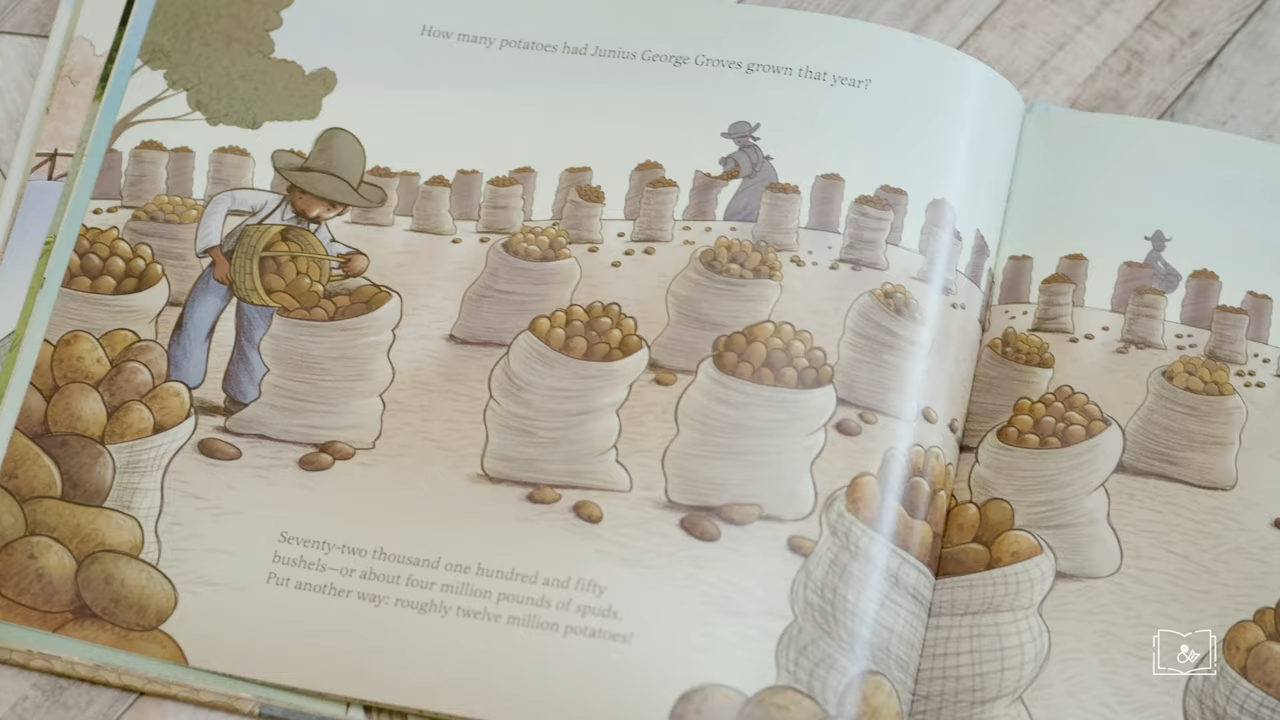 How many potatoes had Junius George Groves grown that year?
Seventy-two thousand one hundred and fifty
bushels—or about four million pounds of spuds.
Put another way: roughly twelve million potatoes!